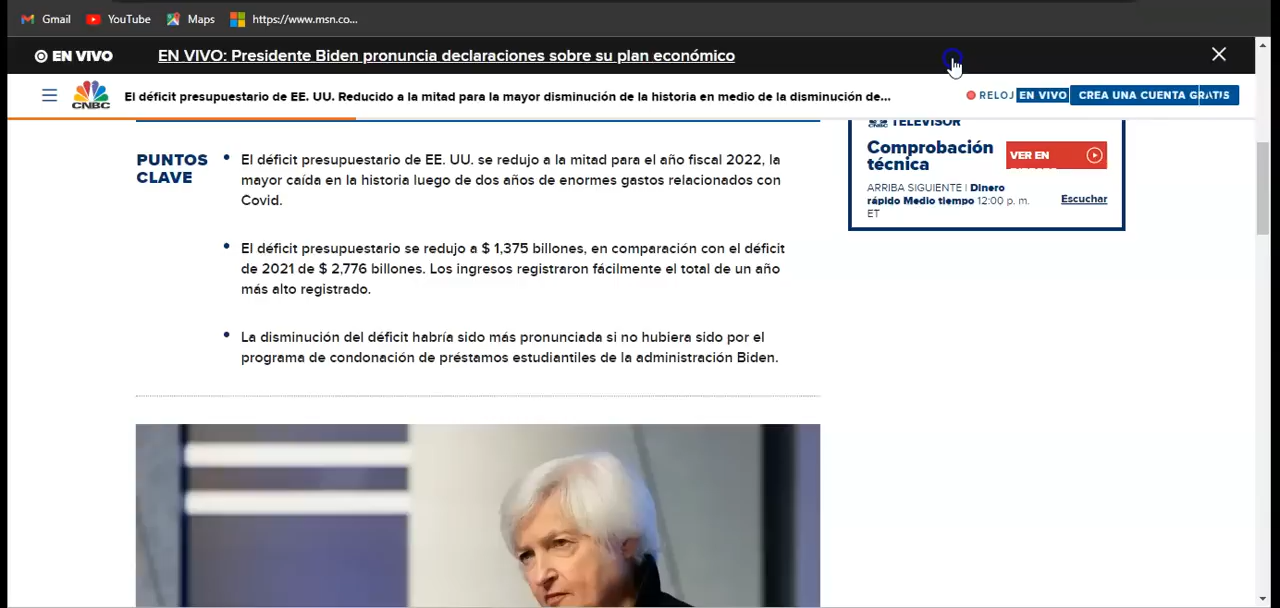 Gmail YouTube Maps https://www.msn.co...
EN VIVO EN VIVO: Presidente Biden pronuncia declaraciones sobre su plan económico
CNBC El déficit presupuestario de EE. UU. Reducido a la mitad para la mayor disminución de la historia en medio de la disminución de... RELOJ EN VIVO CREA UNA CUENTA GRATIS
PUNTOS
CLAVE
El déficit presupuestario de EE. UU. se redujo a la mitad para el año fiscal 2022, la
mayor caída en la historia luego de dos años de enormes gastos relacionados con
Covid.
El déficit presupuestario se redujo a $ 1,375 billones, en comparación con el déficit
de 2021 de $ 2,776 billones. Los ingresos registraron fácilmente el total de un año
más alto registrado.
La disminución del déficit habría sido más pronunciada si no hubiera sido por el
programa de condonación de préstamos estudiantiles de la administración Biden.
CNBC TELEVISOR
Comprobación
técnica
VER EN
ARRIBA SIGUIENTE | Dinero
rápido Medio tiempo 12:00 p. m.
ET
Escuchar